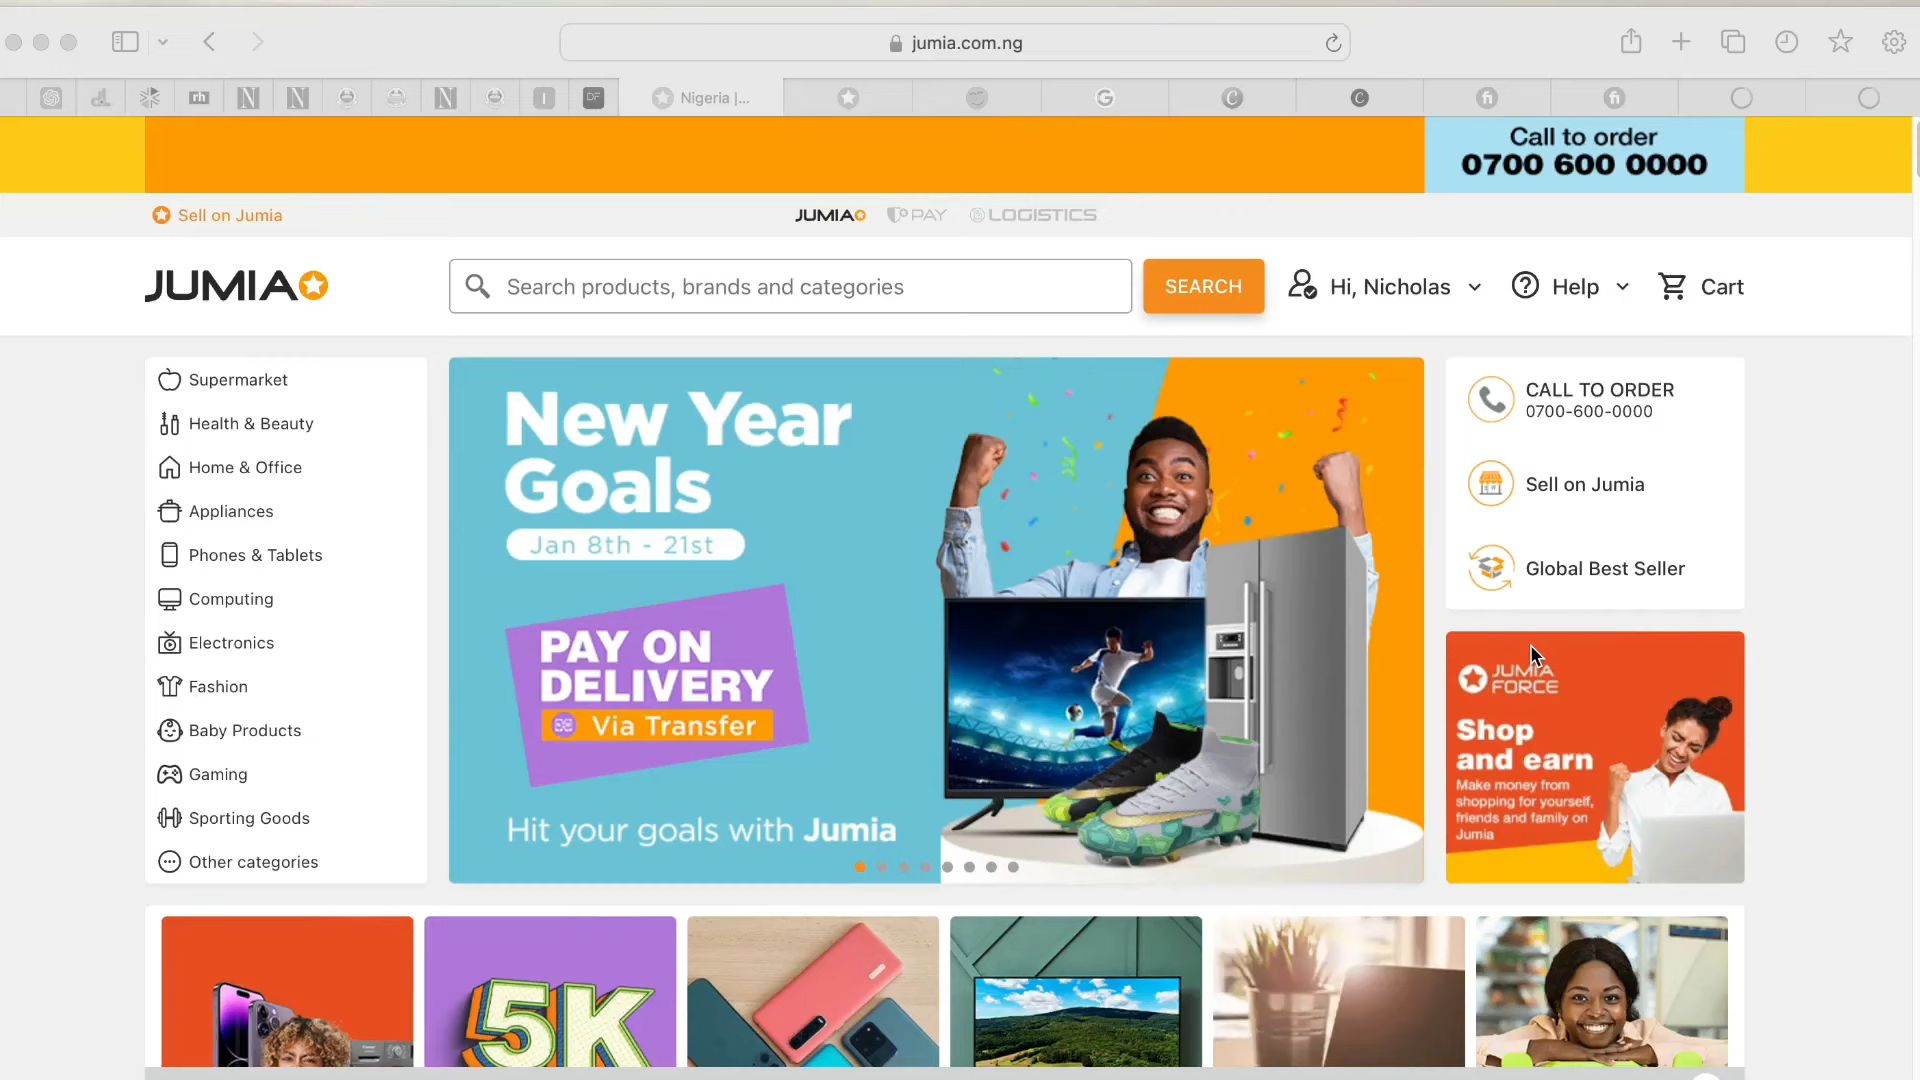 jumia.com.ng
Nigeria |...
Call to order
0700 600 0000
Sell on Jumia
JUMIA
PAY
LOGISTICS
JUMIA
Search products, brands and categories
SEARCH
Hi, Nicholas
Help
Cart
Supermarket
Health & Beauty
Home & Office
Appliances
Phones & Tablets
Computing
Electronics
Fashion
Baby Products
Gaming
Sporting Goods
Other categories
New Year
Goals
Jan 8th - 21st
PAY ON
DELIVERY
Via Transfer
Hit your goals with Jumia
CALL TO ORDER
0700-600-0000
Sell on Jumia
Global Best Seller
JUMIA
FORCE
Shop
and earn
Make money from
shopping for yourself,
friends and family on
Jumia
5K